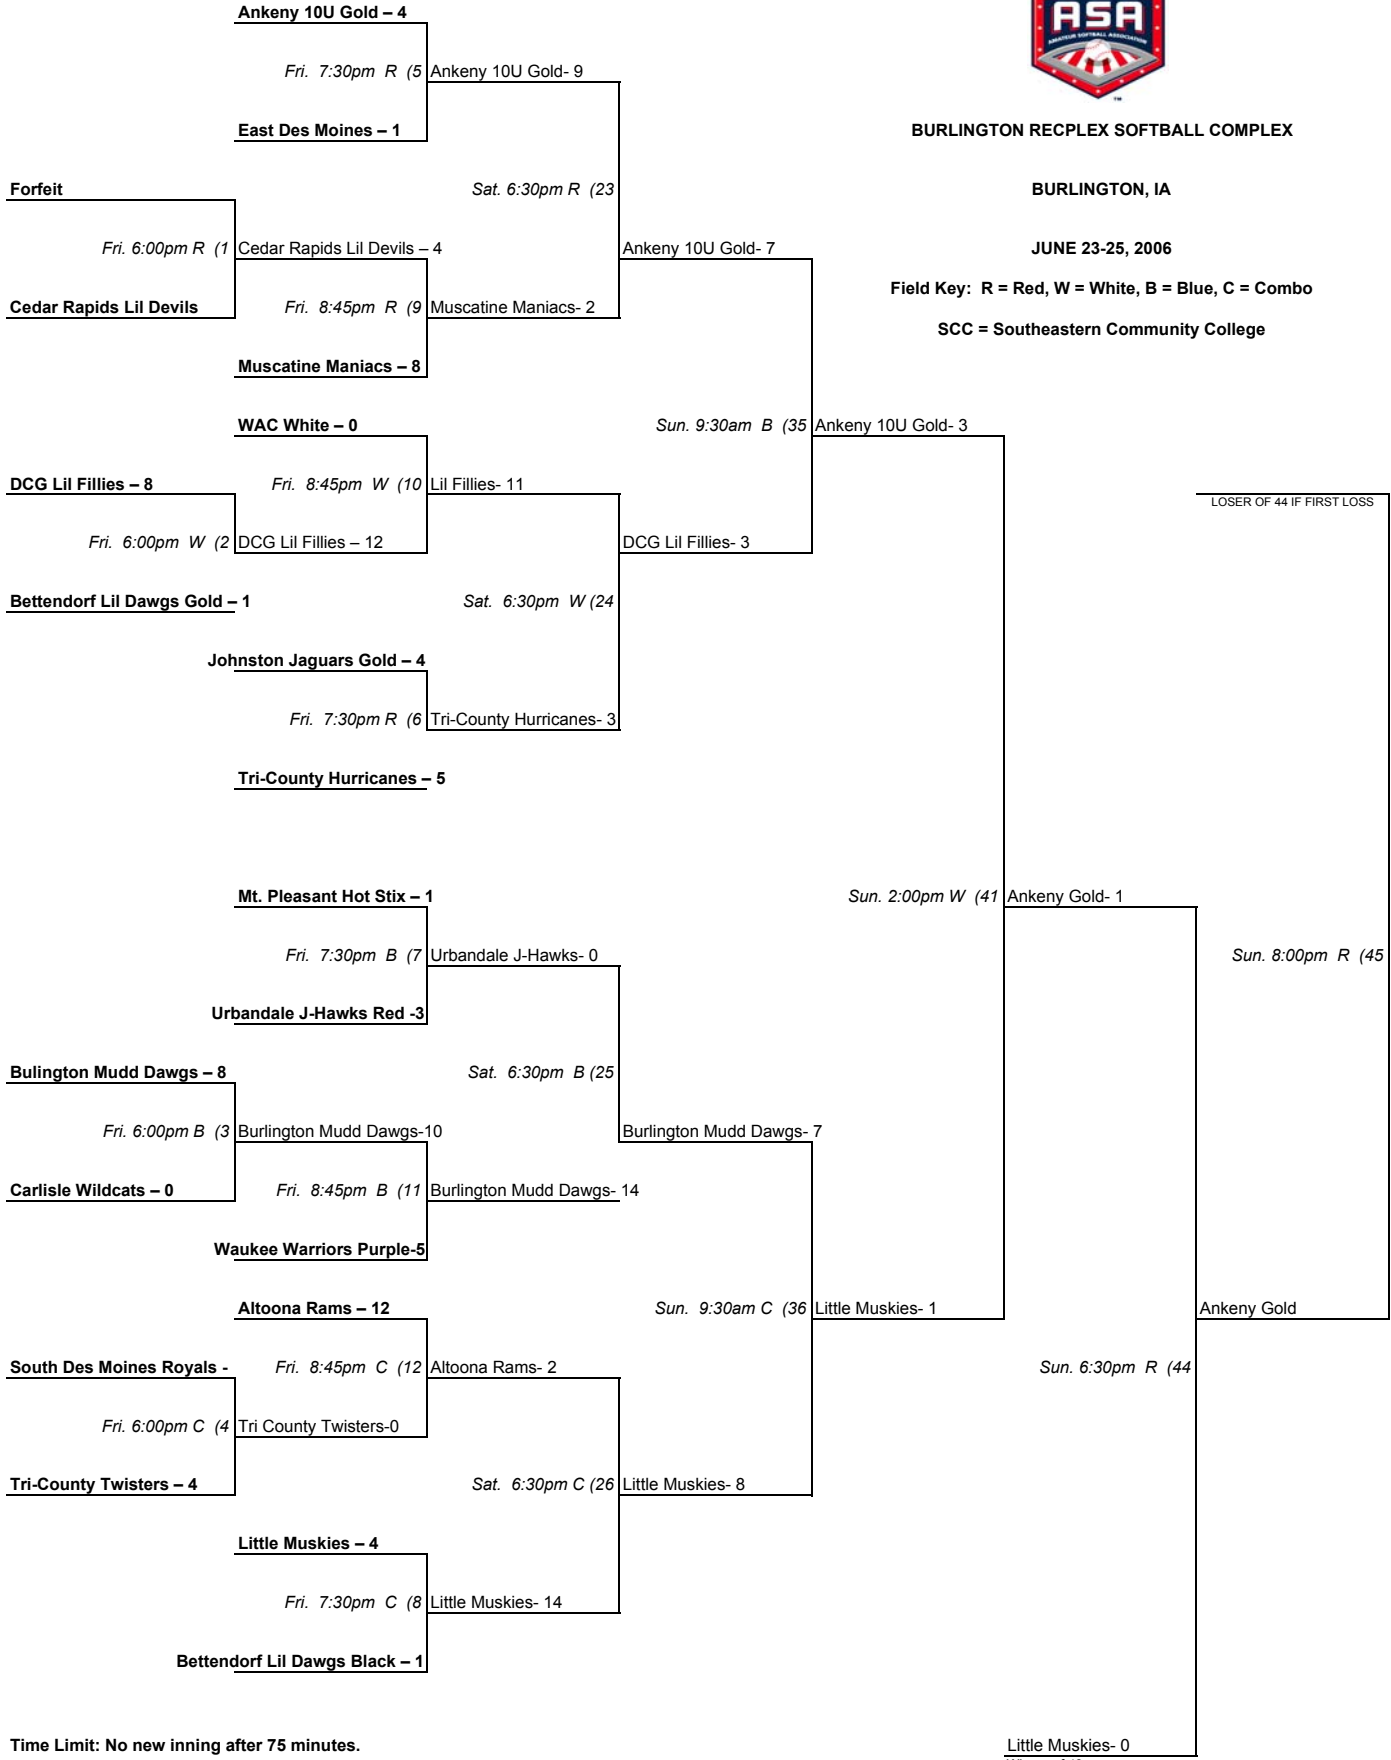 Ankeny 10U Gold – 4
ASA
AMATEUR SOFTBALL ASSOCIATION
TM
Fri. 7:30pm R (5 Ankeny 10U Gold- 9
East Des Moines – 1
BURLINGTON RECPLEX SOFTBALL COMPLEX
Forfeit
Sat. 6:30pm R (23
BURLINGTON, IA
Fri. 6:00pm R (1 Cedar Rapids Lil Devils – 4
Ankeny 10U Gold- 7
JUNE 23-25, 2006
Field Key: R = Red, W = White, B = Blue, C = Combo
Cedar Rapids Lil Devils
Fri. 8:45pm R (9 Muscatine Maniacs- 2
SCC = Southeastern Community College
Muscatine Maniacs – 8
WAC White – 0
Sun. 9:30am B (35 Ankeny 10U Gold- 3
DCG Lil Fillies – 8
Fri. 8:45pm W (10 Lil Fillies- 11
LOSER OF 44 IF FIRST LOSS
Fri. 6:00pm W (2 DCG Lil Fillies – 12
DCG Lil Fillies- 3
Bettendorf Lil Dawgs Gold – 1
Sat. 6:30pm W (24
Johnston Jaguars Gold – 4
Fri. 7:30pm R (6 Tri-County Hurricanes- 3
Tri-County Hurricanes – 5
Mt. Pleasant Hot Stix – 1
Sun. 2:00pm W (41 Ankeny Gold- 1
Fri. 7:30pm B (7 Urbandale J-Hawks- 0
Sun. 8:00pm R (45
Urbandale J-Hawks Red -3
Bulington Mudd Dawgs – 8
Sat. 6:30pm B (25
Fri. 6:00pm B (3 Burlington Mudd Dawgs-10
Burlington Mudd Dawgs- 7
Carlisle Wildcats – 0
Fri. 8:45pm B (11 Burlington Mudd Dawgs- 14
Waukee Warriors Purple-5
Altoona Rams – 12
Sun. 9:30am C (36 Little Muskies- 1
Ankeny Gold
South Des Moines Royals -
Fri. 8:45pm C (12 Altoona Rams- 2
Sun. 6:30pm R (44
Fri. 6:00pm C (4 Tri County Twisters-0
Tri-County Twisters – 4
Sat. 6:30pm C (26 Little Muskies- 8
Little Muskies – 4
Fri. 7:30pm C (8 Little Muskies- 14
Bettendorf Lil Dawgs Black – 1
Time Limit: No new inning after 75 minutes.
Little Muskies- 0